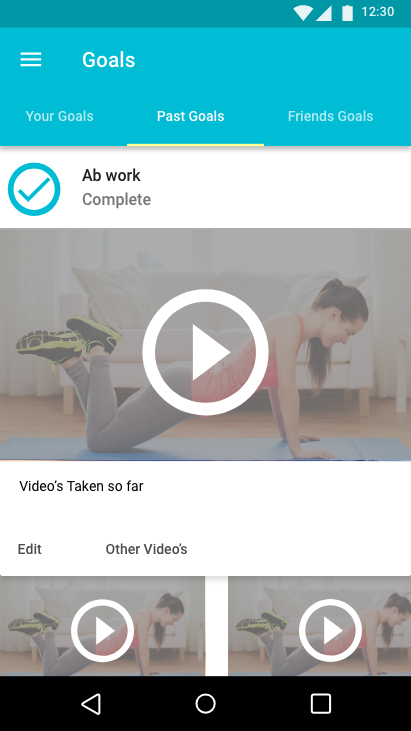 12:30
Goals
Your Goals
Past Goals
Friends Goals
Ab work
Complete
Video's Taken so far
Edit
Other Video's